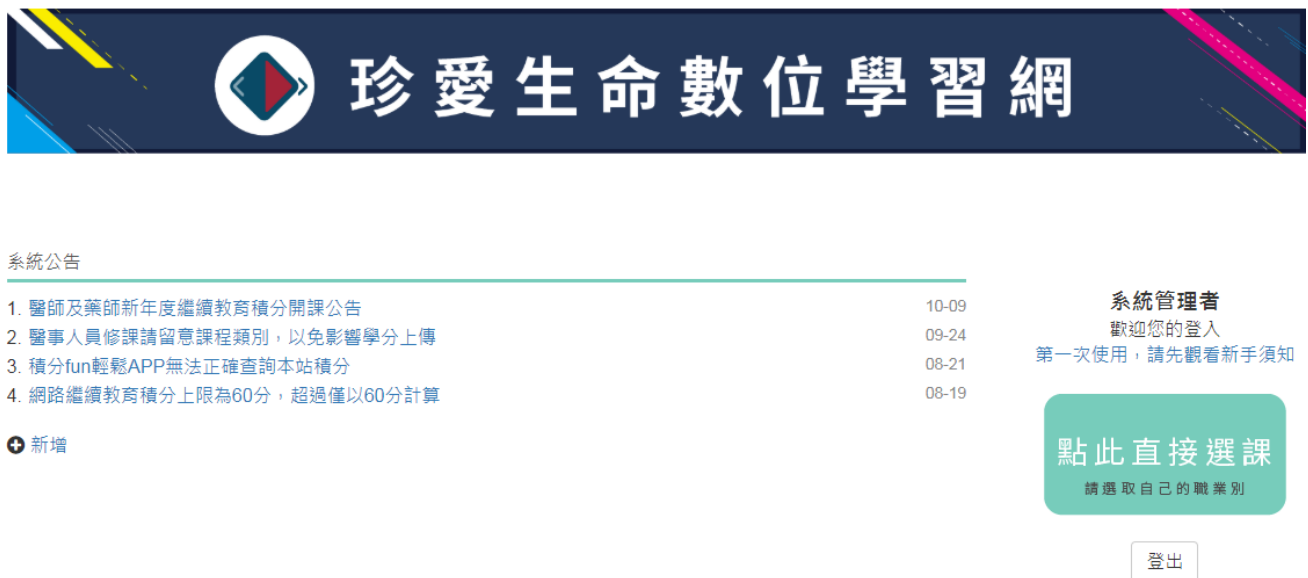 珍愛生命數位學習網
系統公告
1. 醫師及藥師新年度繼續教育積分開課公告 10-09
2. 醫事人員修課請留意課程類別，以免影響學分上傳 09-24
3. 積分fun輕鬆APP無法正確查詢本站積分 08-21
4. 網路繼續教育積分上限為60分，超過僅以60分計算 08-19
新增
系統管理者
歡迎您的登入
第一次使用，請先觀看新手須知
點此直接選課
請選取自己的職業別
登出